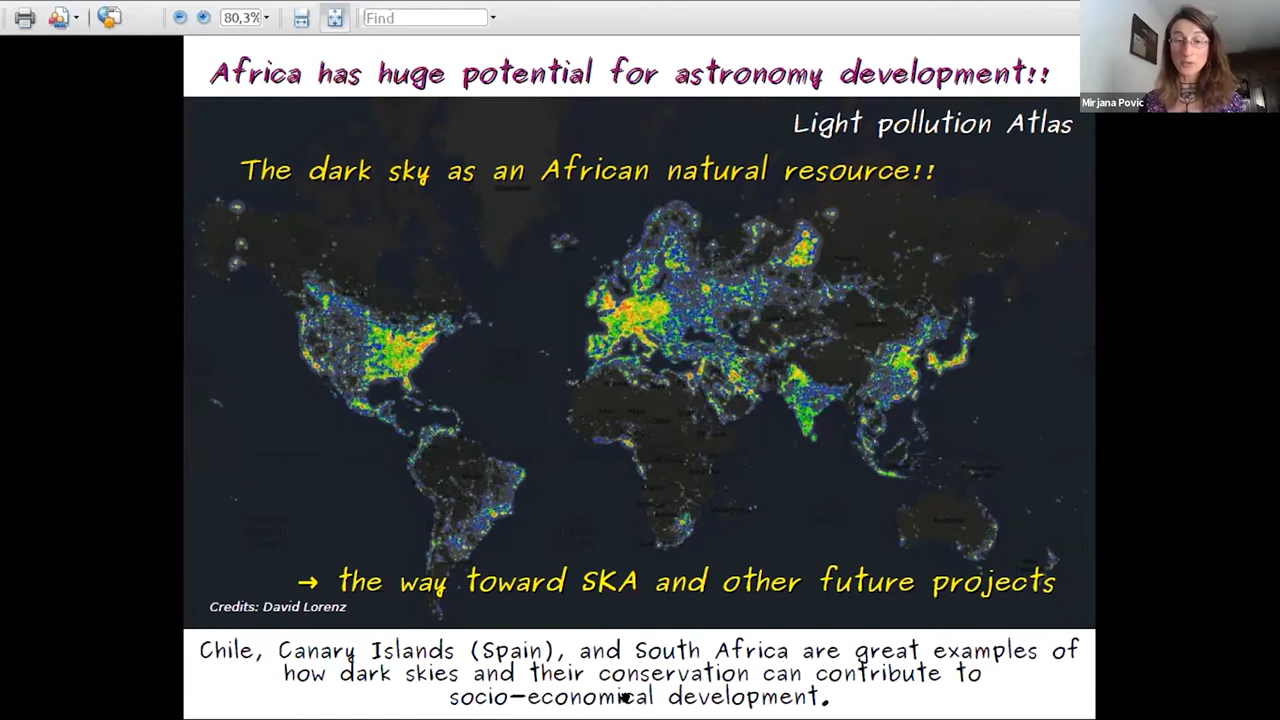 80,3%
Find
Africa has huge potential for astronomy development!!
Mirjana Povic
Light pollution Atlas
The dark sky as an African natural resource!!
→ the way toward SKA and other future projects
Credits: David Lorenz
Chile, Canary Islands (Spain), and South Africa are great examples of
how dark skies and their conservation can contribute to
socio-economical development.